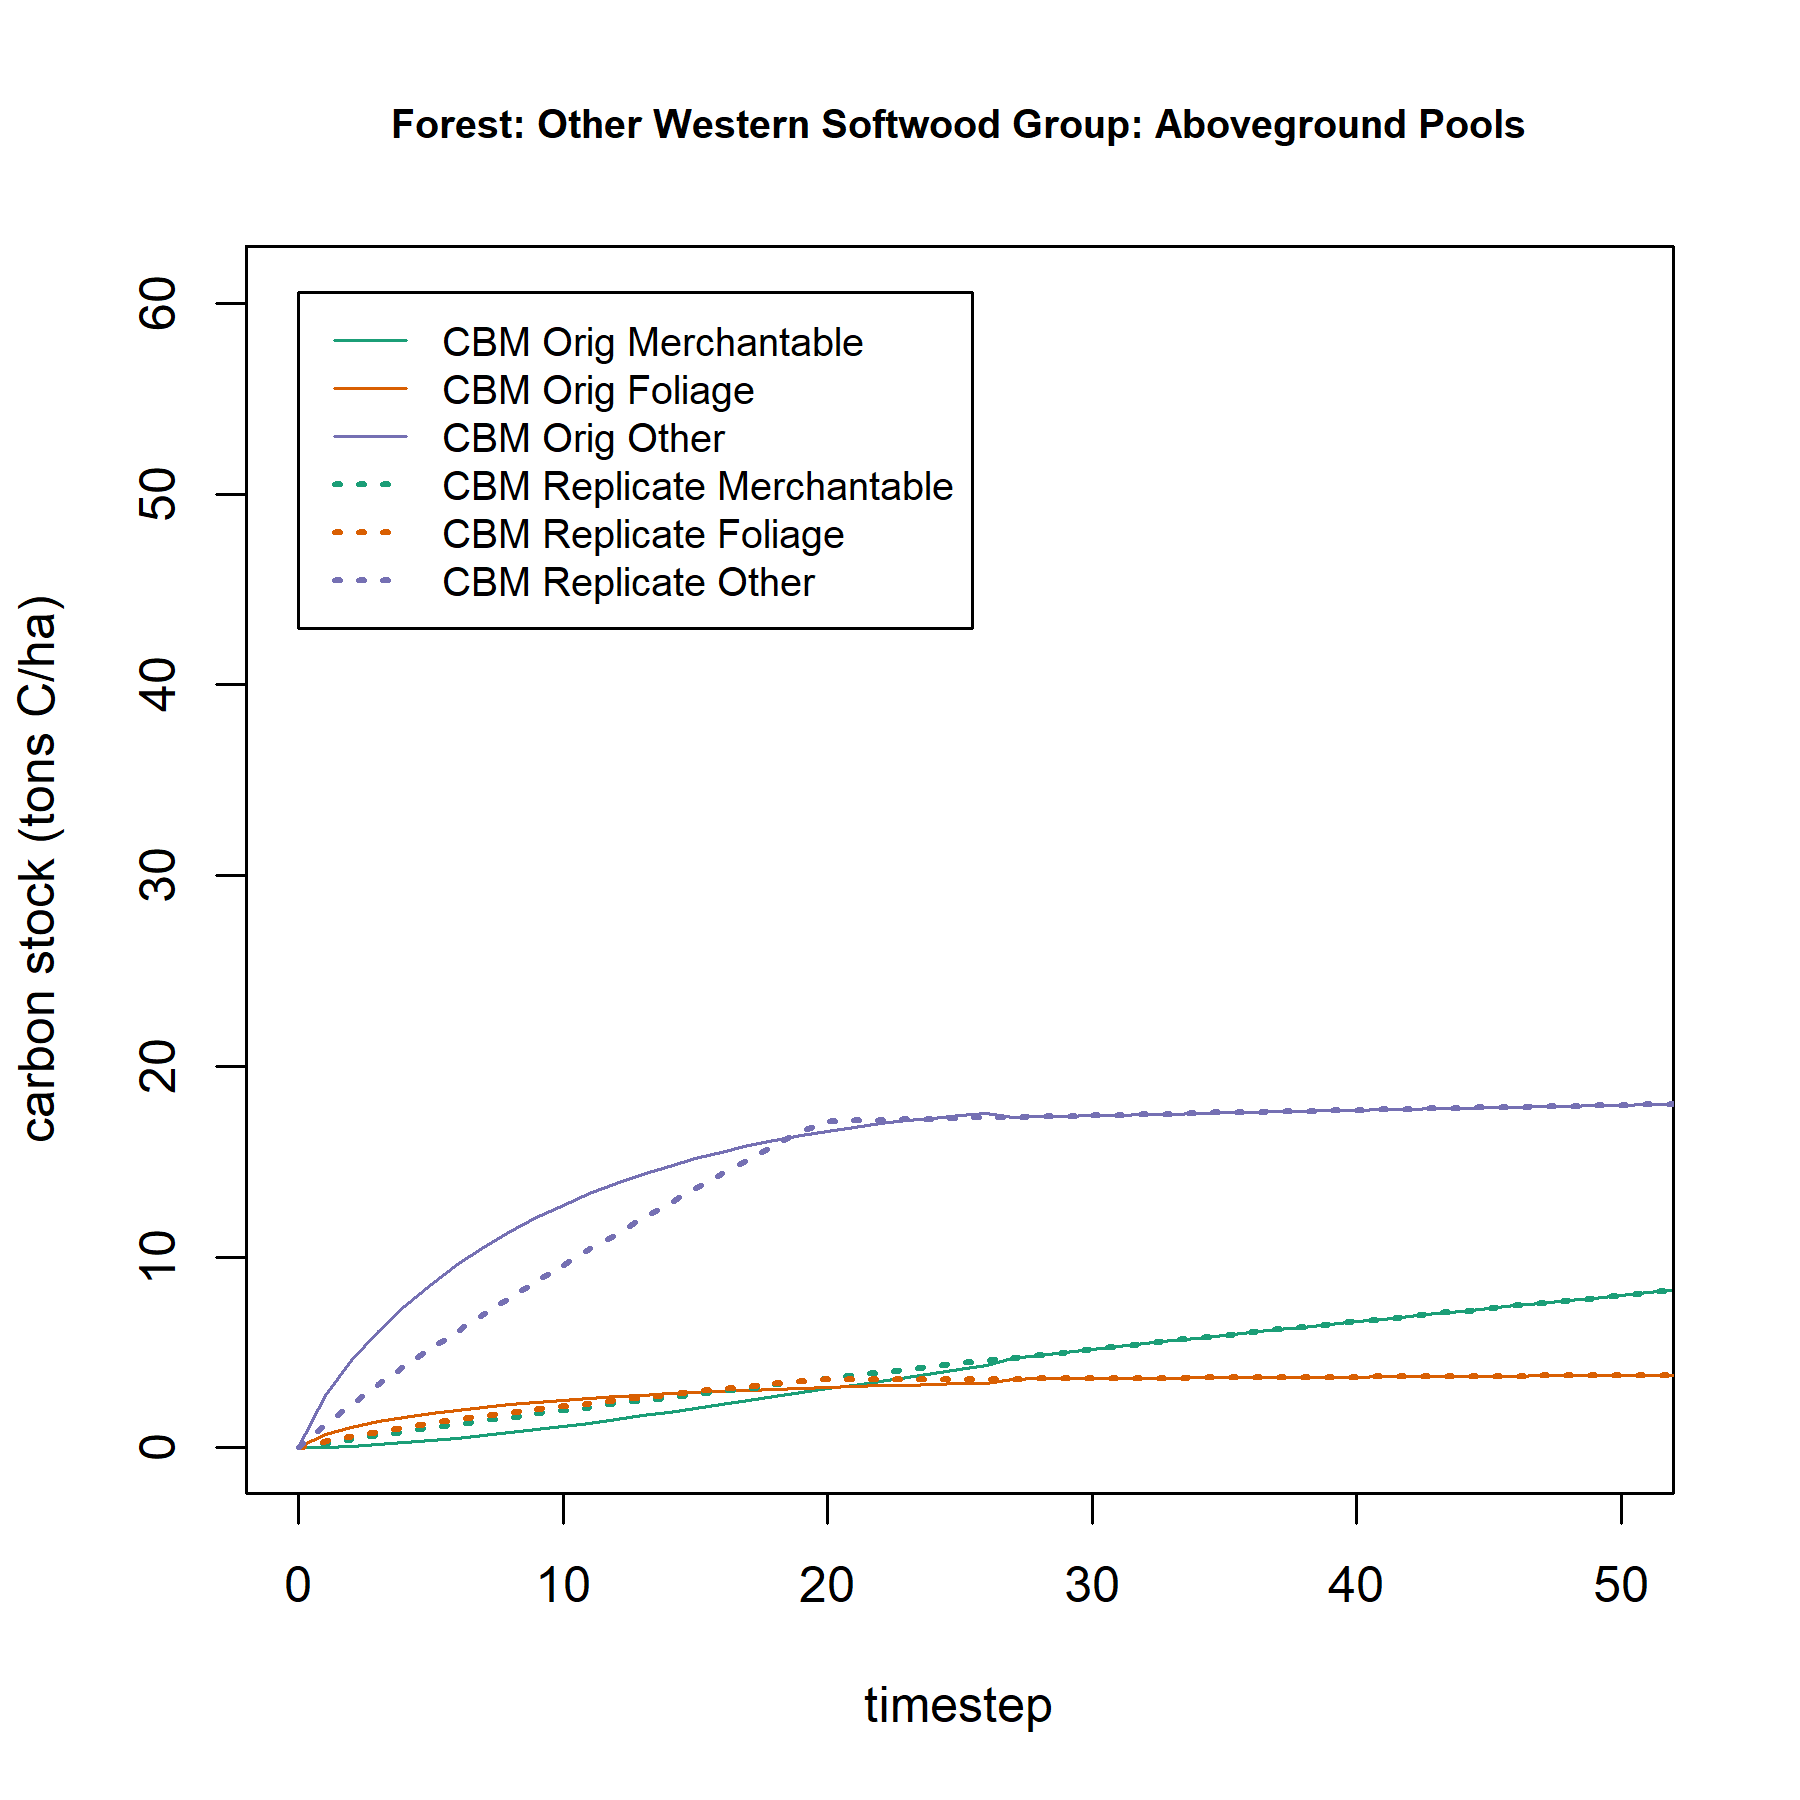 Forest: Other Western Softwood Group: Aboveground Pools
CBM Orig Merchantable
CBM Orig Foliage
CBM Orig Other
CBM Replicate Merchantable
CBM Replicate Foliage
CBM Replicate Other
carbon stock (tons C/ha)
60
50
40
30
20
10
0
0 10 20 30 40 50
timestep